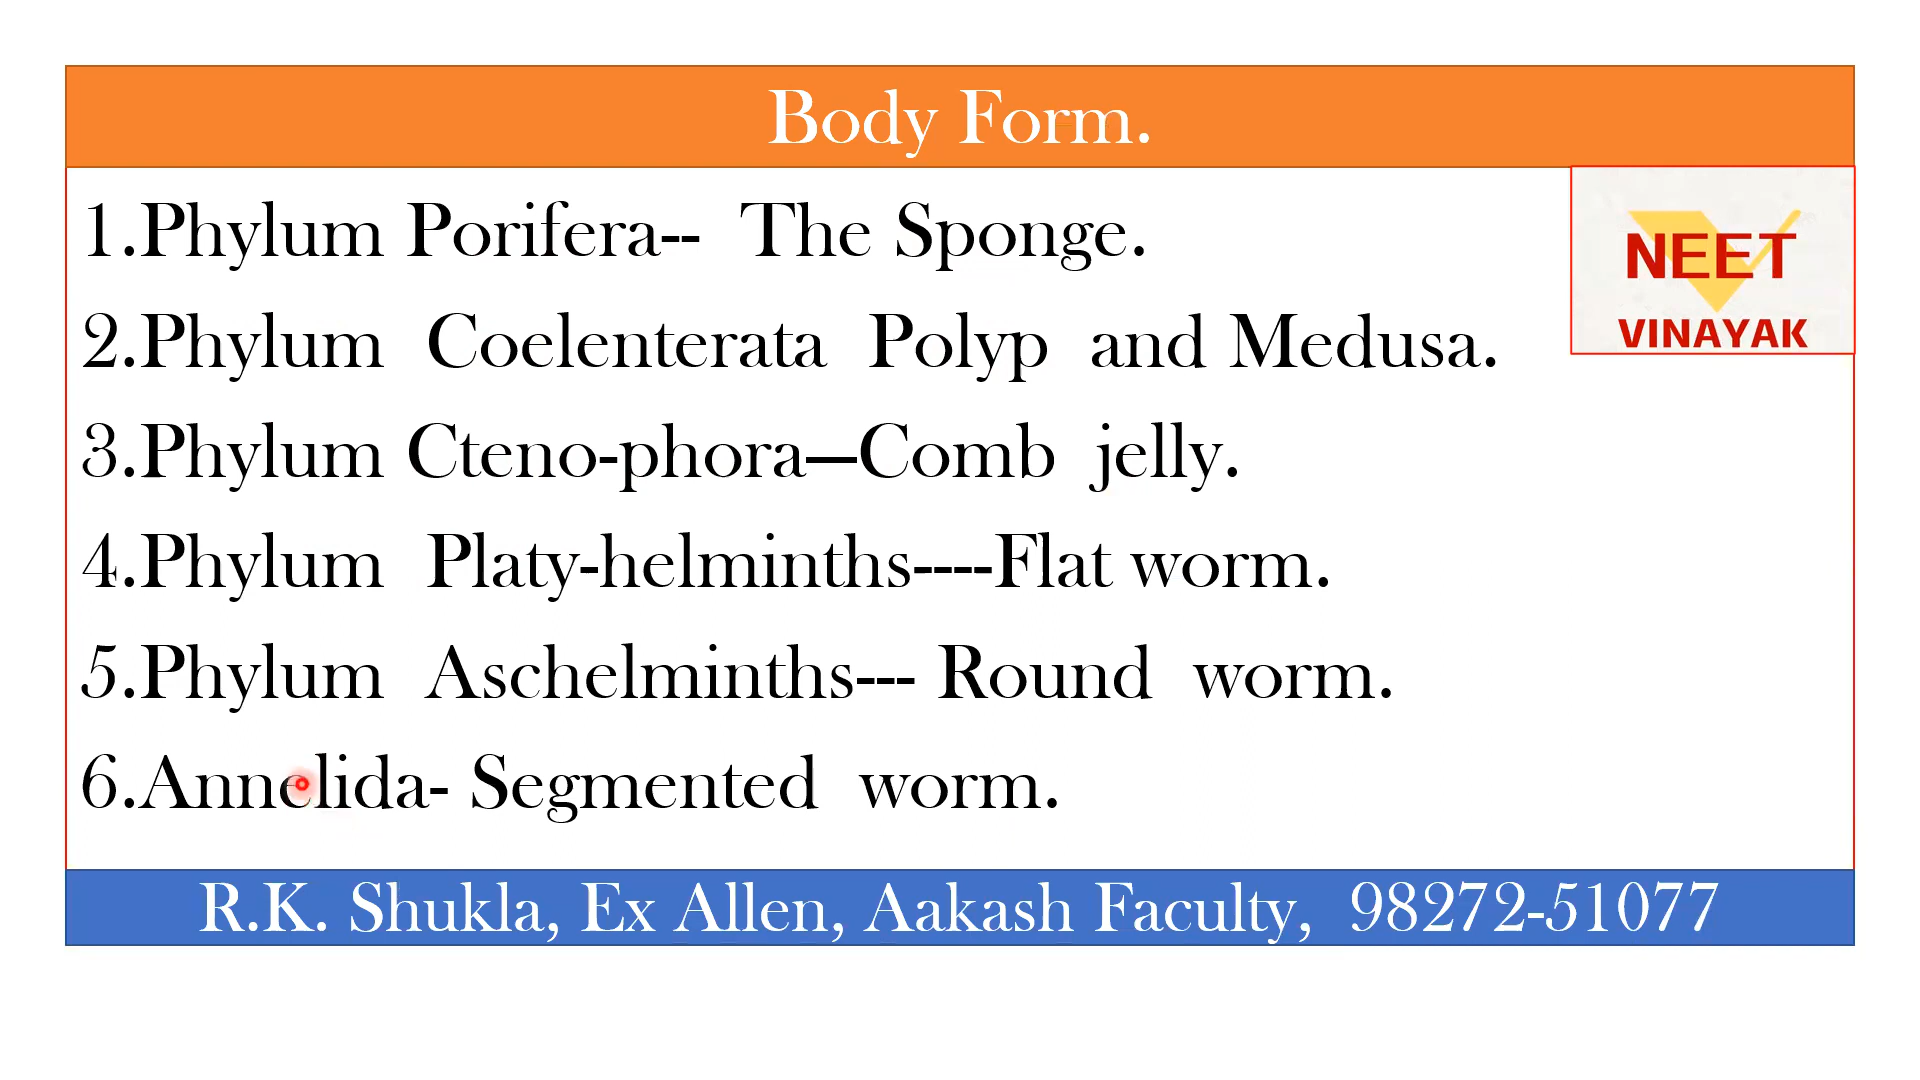 Body Form.
1.Phylum Porifera-- The Sponge.
NEET
VINAYAK
2.Phylum Coelenterata Polyp and Medusa.
3.Phylum Cteno-phora—Comb jelly.
4.Phylum Platy-helminths----Flat worm.
5.Phylum Aschelminths--- Round worm.
6.Annelida- Segmented worm.
R.K. Shukla, Ex Allen, Aakash Faculty, 98272-51077